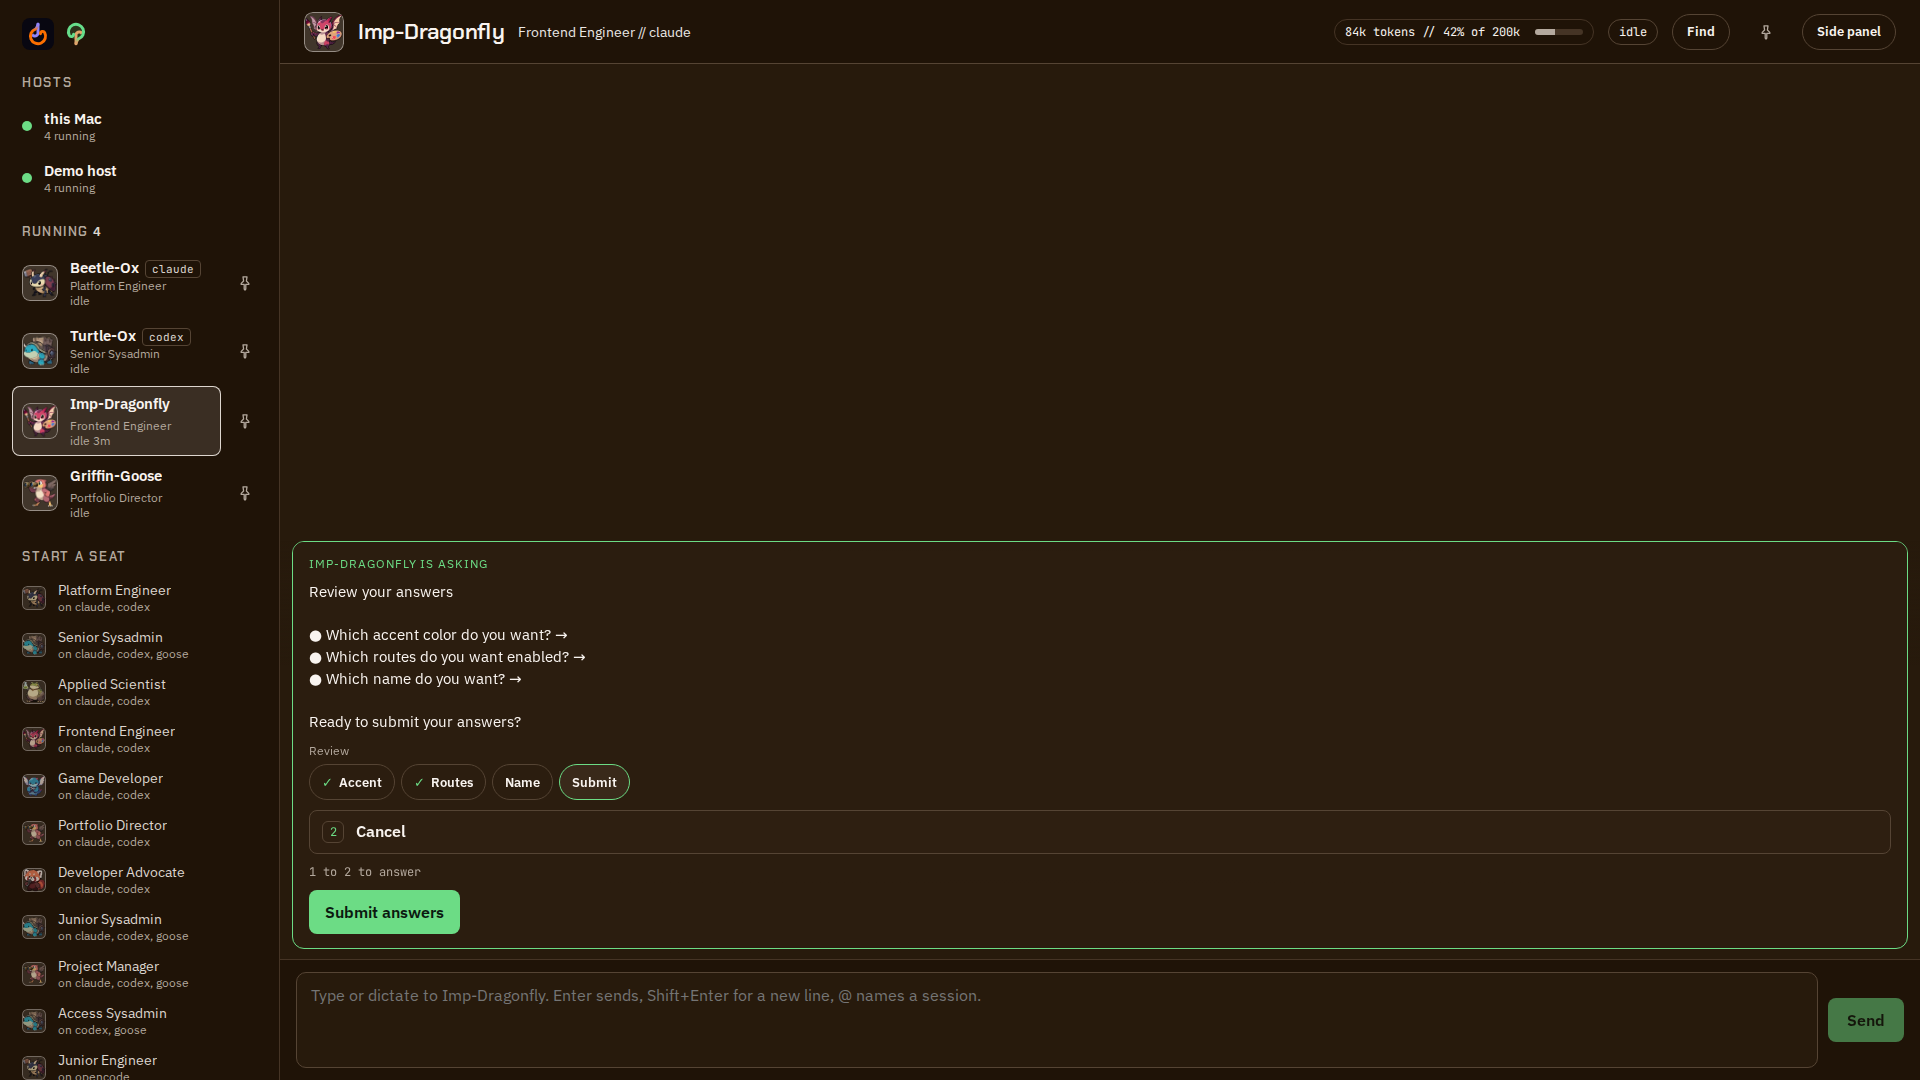 HOSTS
this Mac
4 running
Demo host
4 running
RUNNING 4
Beetle-Ox claude
Platform Engineer
idle
Turtle-Ox codex
Senior Sysadmin
idle
Imp-Dragonfly
Frontend Engineer
idle 3m
Griffin-Goose
Portfolio Director
idle
START A SEAT
Platform Engineer
on claude, codex
Senior Sysadmin
on claude, codex, goose
Applied Scientist
on claude, codex
Frontend Engineer
on claude, codex
Game Developer
on claude, codex
Portfolio Director
on claude, codex
Developer Advocate
on claude, codex
Junior Sysadmin
on claude, codex, goose
Project Manager
on claude, codex, goose
Access Sysadmin
on codex, goose
Junior Engineer
on opencode
Imp-Dragonfly Frontend Engineer // claude
84k tokens // 42% of 200k
idle
Find
Side panel
IMP-DRAGONFLY IS ASKING
Review your answers
● Which accent color do you want? →
● Which routes do you want enabled? →
● Which name do you want? →
Ready to submit your answers?
Review
✓ Accent ✓ Routes Name Submit
2 Cancel
1 to 2 to answer
Submit answers
Type or dictate to Imp-Dragonfly. Enter sends, Shift+Enter for a new line, @ names a session.
Send